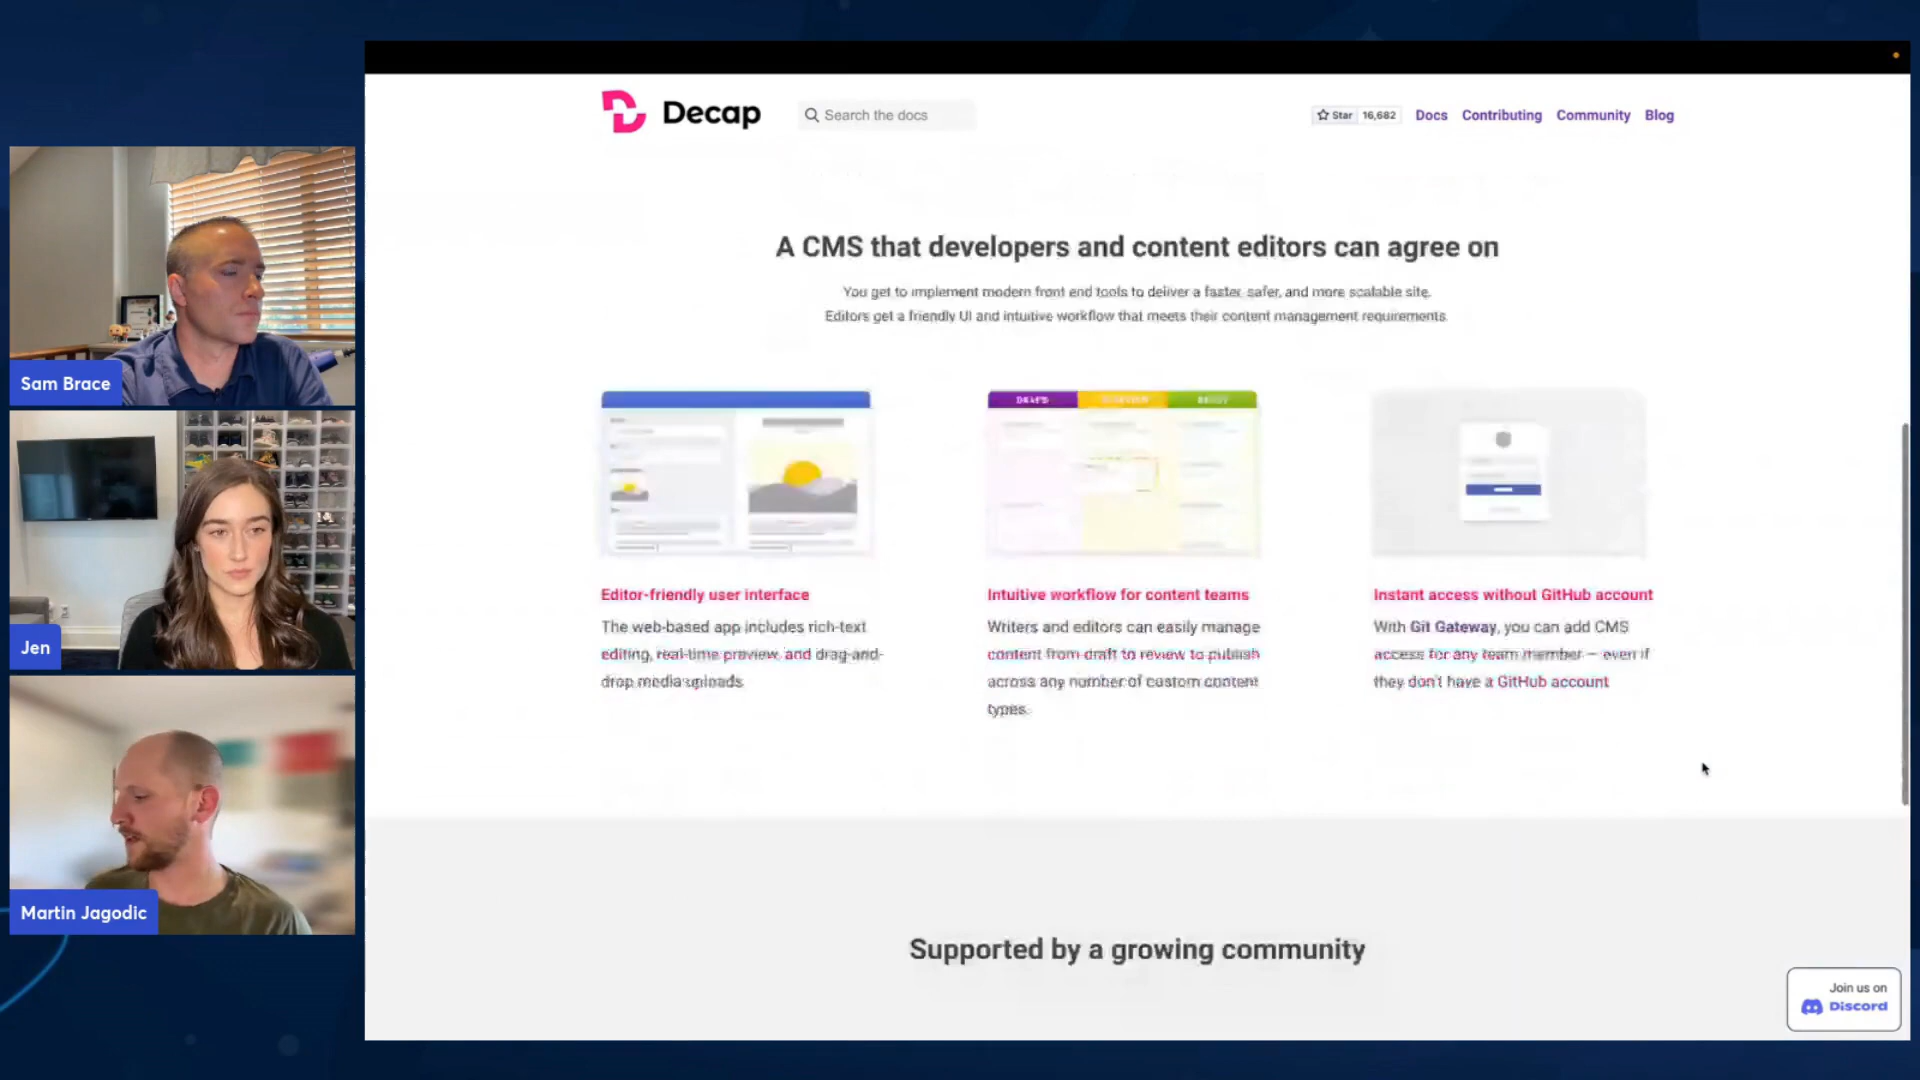 Decap
Search the docs
Star 16,682
Docs Contributing Community Blog
A CMS that developers and content editors can agree on
You get to implement modern front end tools to deliver a faster, safer, and more scalable site.
Editors get a friendly UI and intuitive workflow that meets their content management requirements.
DRAFTS
READY
Editor-friendly user interface
The web-based app includes rich-text
editing, real-time preview, and drag-and-
drop media uploads.
Intuitive workflow for content teams
Writers and editors can easily manage
content from draft to review to publish
across any number of custom content
types.
Instant access without GitHub account
With Git Gateway, you can add CMS
access for any team member — even if
they don't have a GitHub account
Supported by a growing community
Join us on
Discord
Sam Brace
Jen
Martin Jagodic